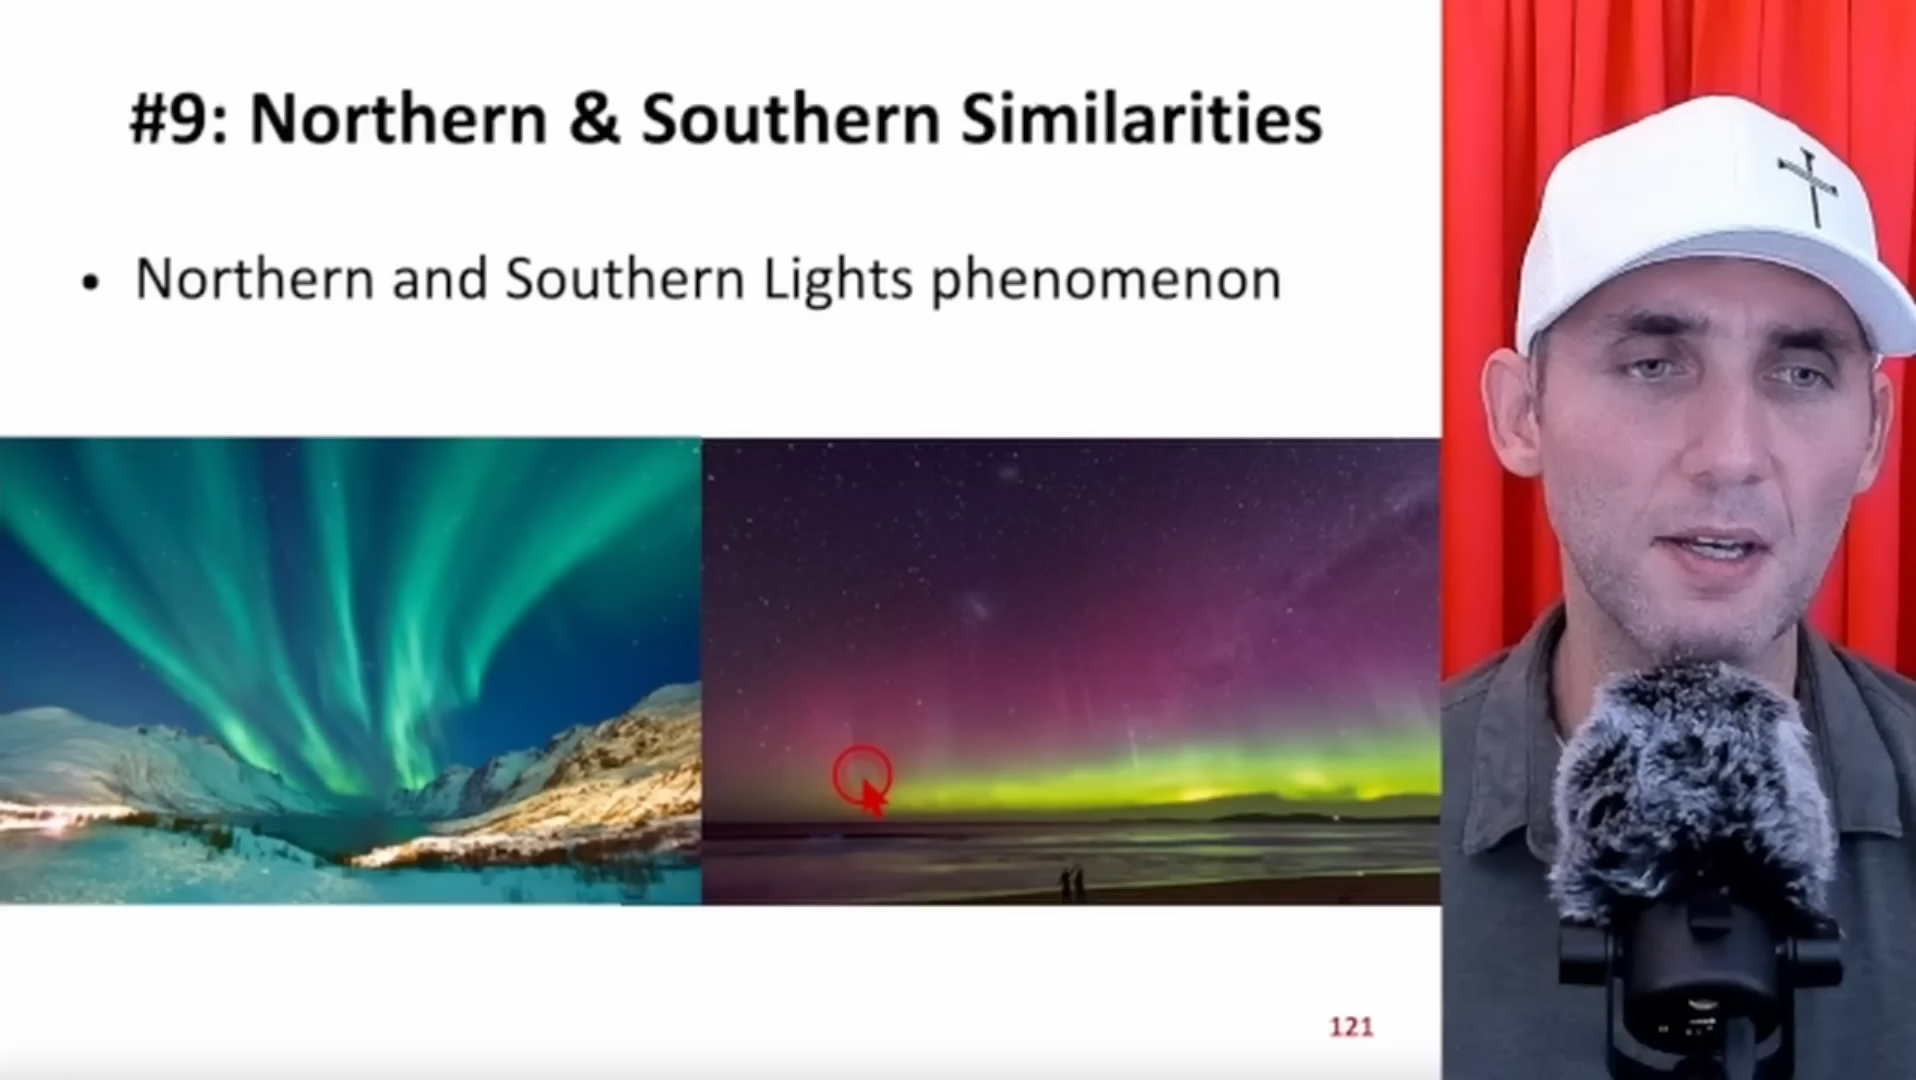 #9: Northern & Southern Similarities
• Northern and Southern Lights phenomenon
121